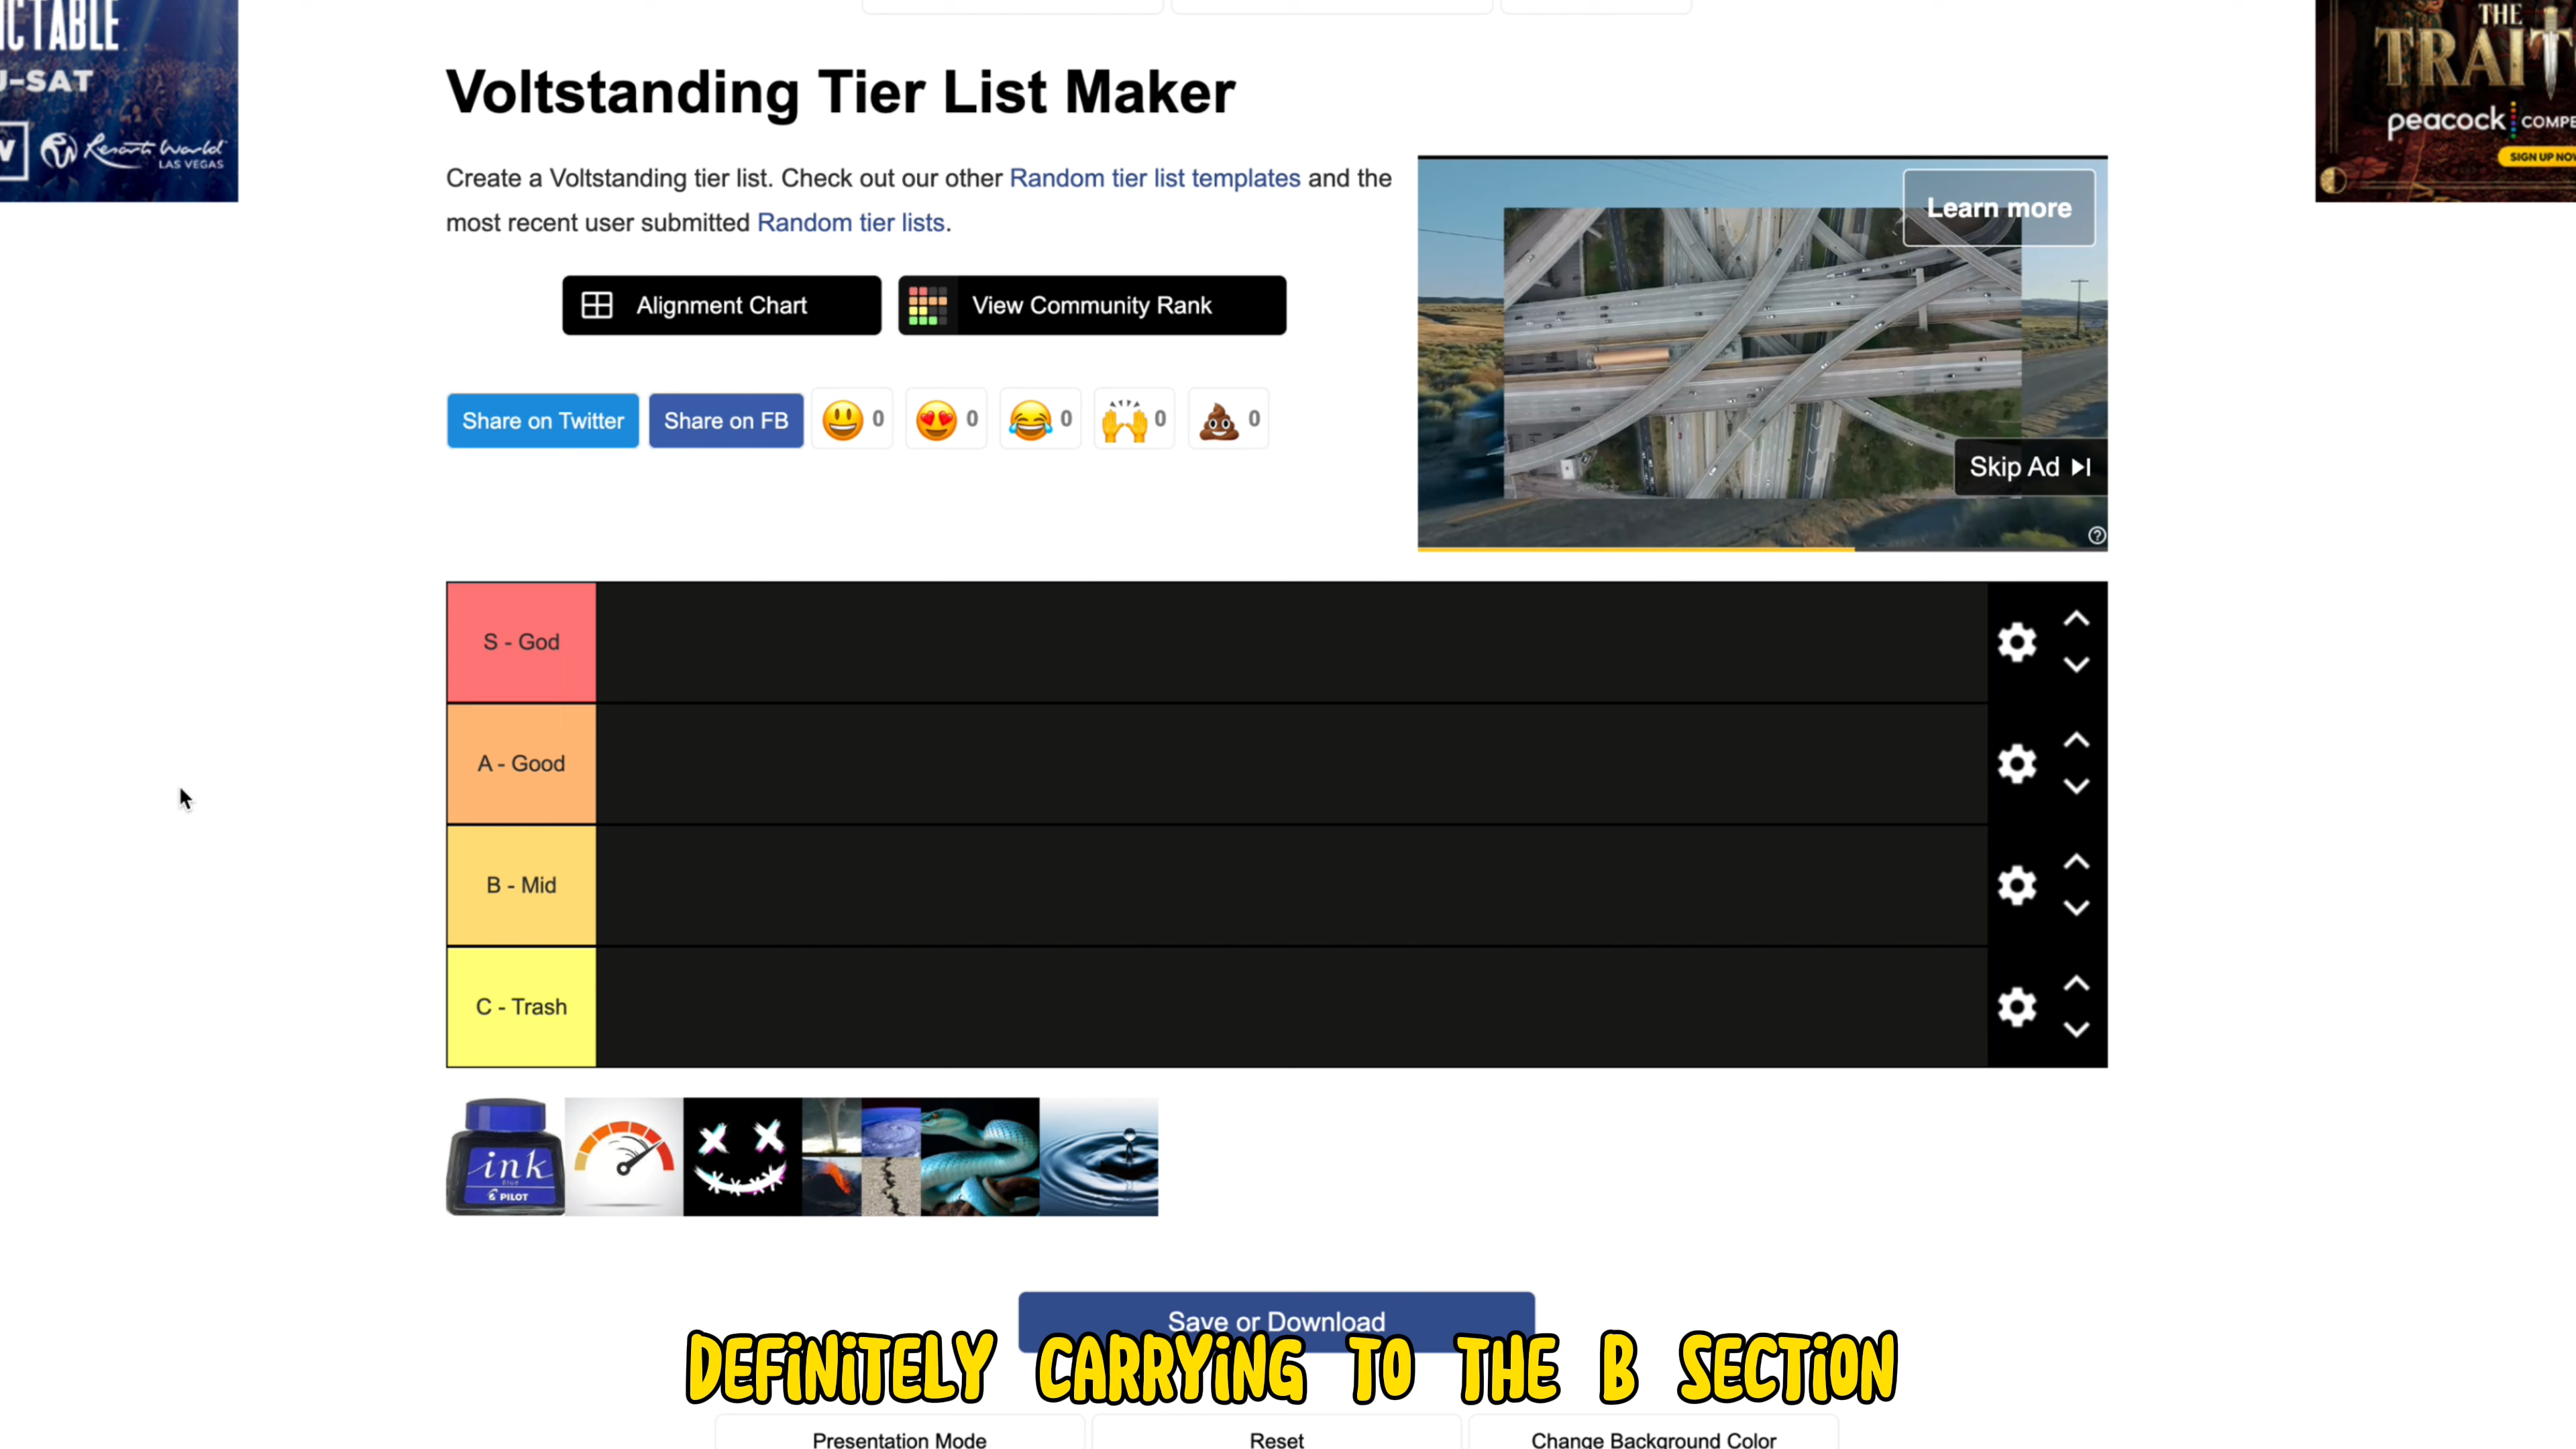 ICTABLE
U-SAT
W
Resorts World
LAS VEGAS
THE
TRAIT
peacock
COMPE
SIGN UP NOW
Voltstanding Tier List Maker
Create a Voltstanding tier list. Check out our other Random tier list templates and the
most recent user submitted Random tier lists.
Learn more
Alignment Chart
View Community Rank
Share on Twitter
Share on FB
0
0
0
0
0
Skip Ad
S - God
A - Good
B - Mid
C - Trash
ink
Blue
PILOT
Save or Download
DEFINITELY CARRYING TO THE B SECTION
Presentation Mode
Reset
Change Background Color